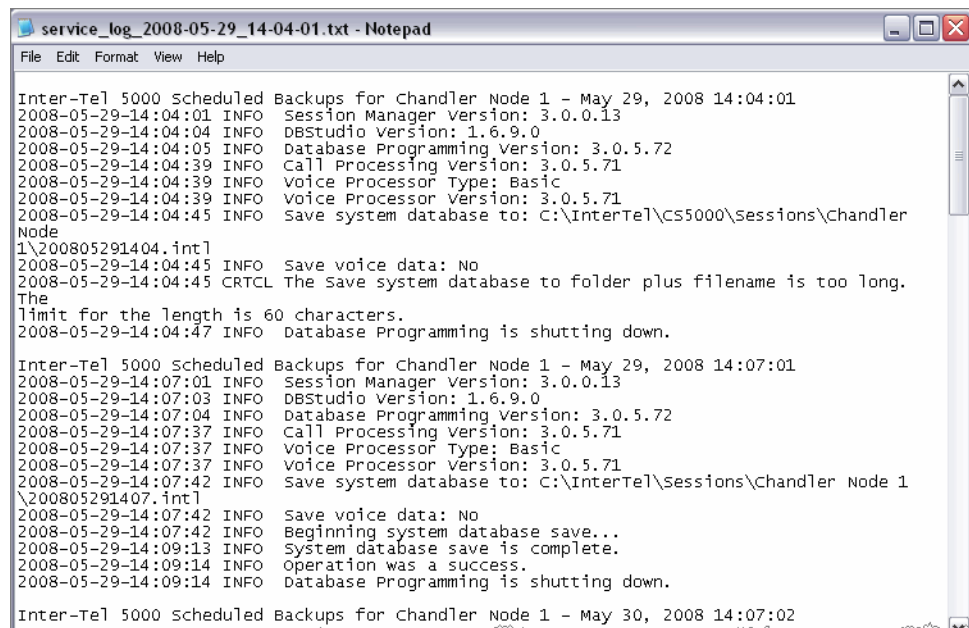 service_log_2008-05-29_14-04-01.txt - Notepad
File Edit Format View Help
Inter-Tel 5000 Scheduled Backups for Chandler Node 1 - May 29, 2008 14:04:01
2008-05-29-14:04:01 INFO Session Manager Version: 3.0.0.13
2008-05-29-14:04:04 INFO DBStudio Version: 1.6.9.0
2008-05-29-14:04:05 INFO Database Programming Version: 3.0.5.72
2008-05-29-14:04:39 INFO Call Processing Version: 3.0.5.71
2008-05-29-14:04:39 INFO Voice Processor Type: Basic
2008-05-29-14:04:39 INFO Voice Processor Version: 3.0.5.71
2008-05-29-14:04:45 INFO Save system database to: C:\InterTel\CS5000\Sessions\Chandler
Node
1\200805291404.intl
2008-05-29-14:04:45 INFO Save voice data: No
2008-05-29-14:04:45 CRTCL The Save system database to folder plus filename is too long.
The
limit for the length is 60 characters.
2008-05-29-14:04:47 INFO Database Programming is shutting down.
Inter-Tel 5000 Scheduled Backups for Chandler Node 1 - May 29, 2008 14:07:01
2008-05-29-14:07:01 INFO Session Manager Version: 3.0.0.13
2008-05-29-14:07:03 INFO DBStudio Version: 1.6.9.0
2008-05-29-14:07:04 INFO Database Programming Version: 3.0.5.72
2008-05-29-14:07:37 INFO Call Processing Version: 3.0.5.71
2008-05-29-14:07:37 INFO Voice Processor Type: Basic
2008-05-29-14:07:37 INFO Voice Processor Version: 3.0.5.71
2008-05-29-14:07:42 INFO Save system database to: C:\InterTel\Sessions\Chandler Node 1
\200805291407.intl
2008-05-29-14:07:42 INFO Save voice data: No
2008-05-29-14:07:42 INFO Beginning system database save...
2008-05-29-14:09:13 INFO System database save is complete.
2008-05-29-14:09:14 INFO Operation was a success.
2008-05-29-14:09:14 INFO Database Programming is shutting down.
Inter-Tel 5000 Scheduled Backups for Chandler Node 1 - May 30, 2008 14:07:02